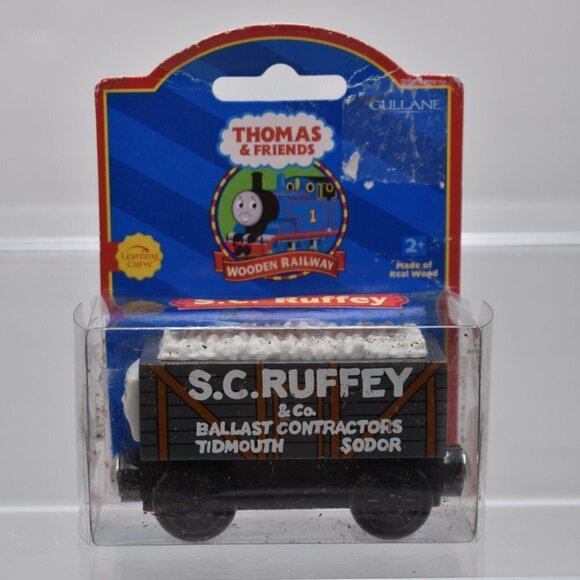 GULLANE
THOMAS
& FRIENDS
1
WOODEN RAILWAY
Learning
Curve
2+
Made of
Real Wood
S.C. Ruffey
S.C.RUFFEY
& Co.
BALLAST CONTRACTORS
TIDMOUTH SODOR